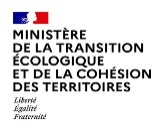 MINISTÈRE
DE LA TRANSITION
ÉCOLOGIQUE
ET DE LA COHÉSION
DES TERRITOIRES
Liberté
Égalité
Fraternité